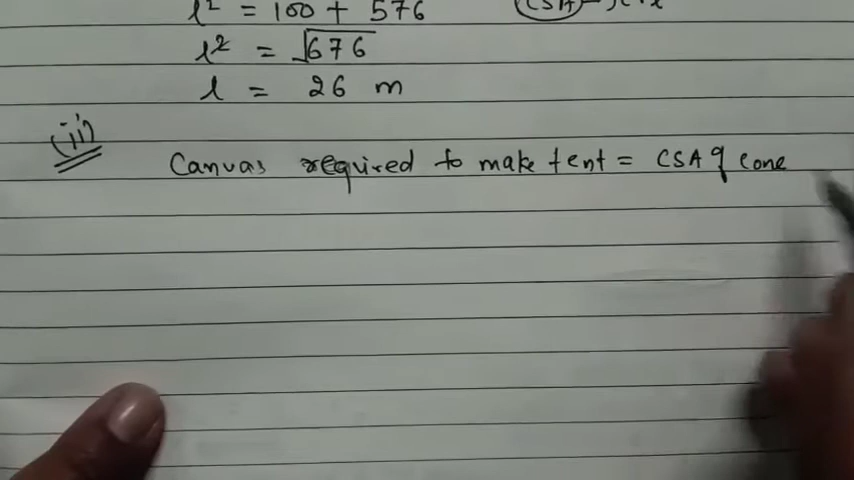 l² = 100 + 576
l² = √676
l = 26 m
(ii)
Canvas required to make tent = CSA of cone